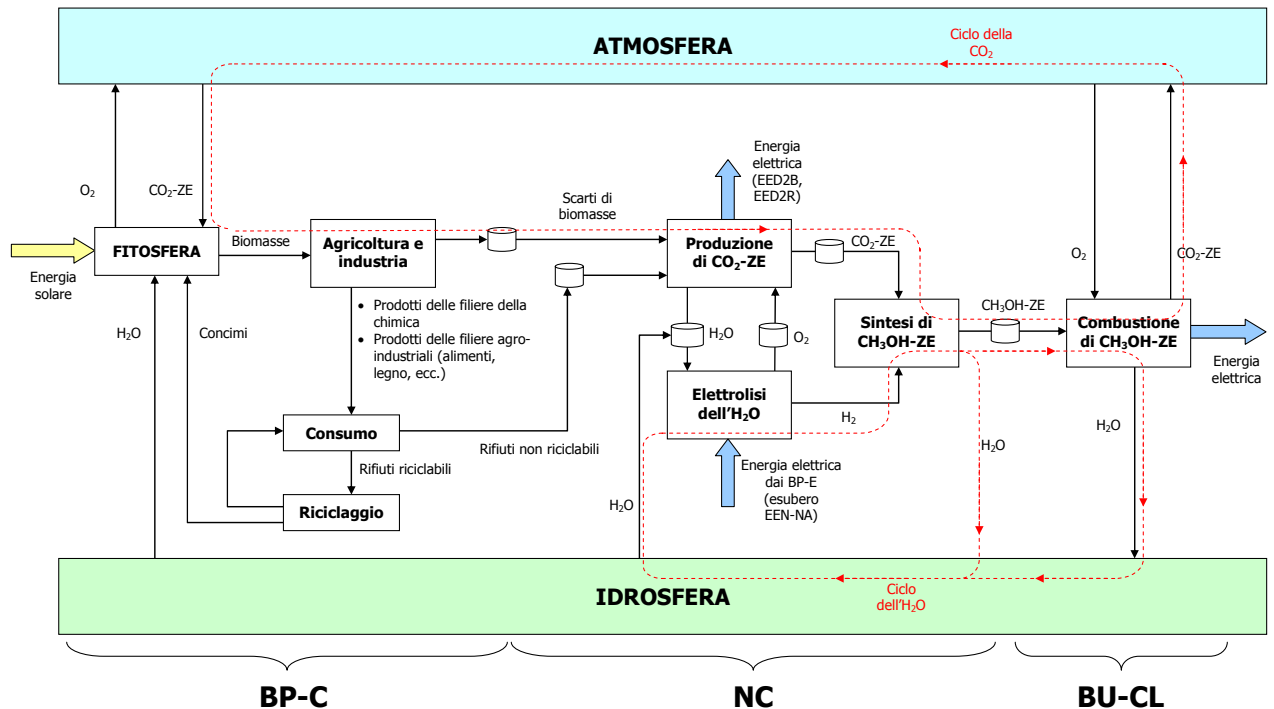 Ciclo della
CO₂
ATMOSFERA
O₂
CO₂-ZE
Energia
elettrica
(EED2B,
EED2R)
Scarti di
biomasse
O₂
CO₂-ZE
Energia
solare
FITOSFERA
Biomasse
Agricoltura e
industria
Produzione
di CO₂-ZE
CO₂-ZE
• Prodotti delle filiere della
chimica
• Prodotti delle filiere agro-
industriali (alimenti,
legno, ecc.)
H₂O
Concimi
H₂O
O₂
Sintesi di
CH₃OH-ZE
CH₃OH-ZE
Combustione
di CH₃OH-ZE
Energia
elettrica
Elettrolisi
dell'H₂O
H₂
Consumo
Rifiuti non riciclabili
Rifiuti riciclabili
Riciclaggio
Energia elettrica
dai BP-E
(esubero
EEN-NA)
H₂O
H₂O
H₂O
IDROSFERA
Ciclo
dell'H₂O
BP-C
NC
BU-CL